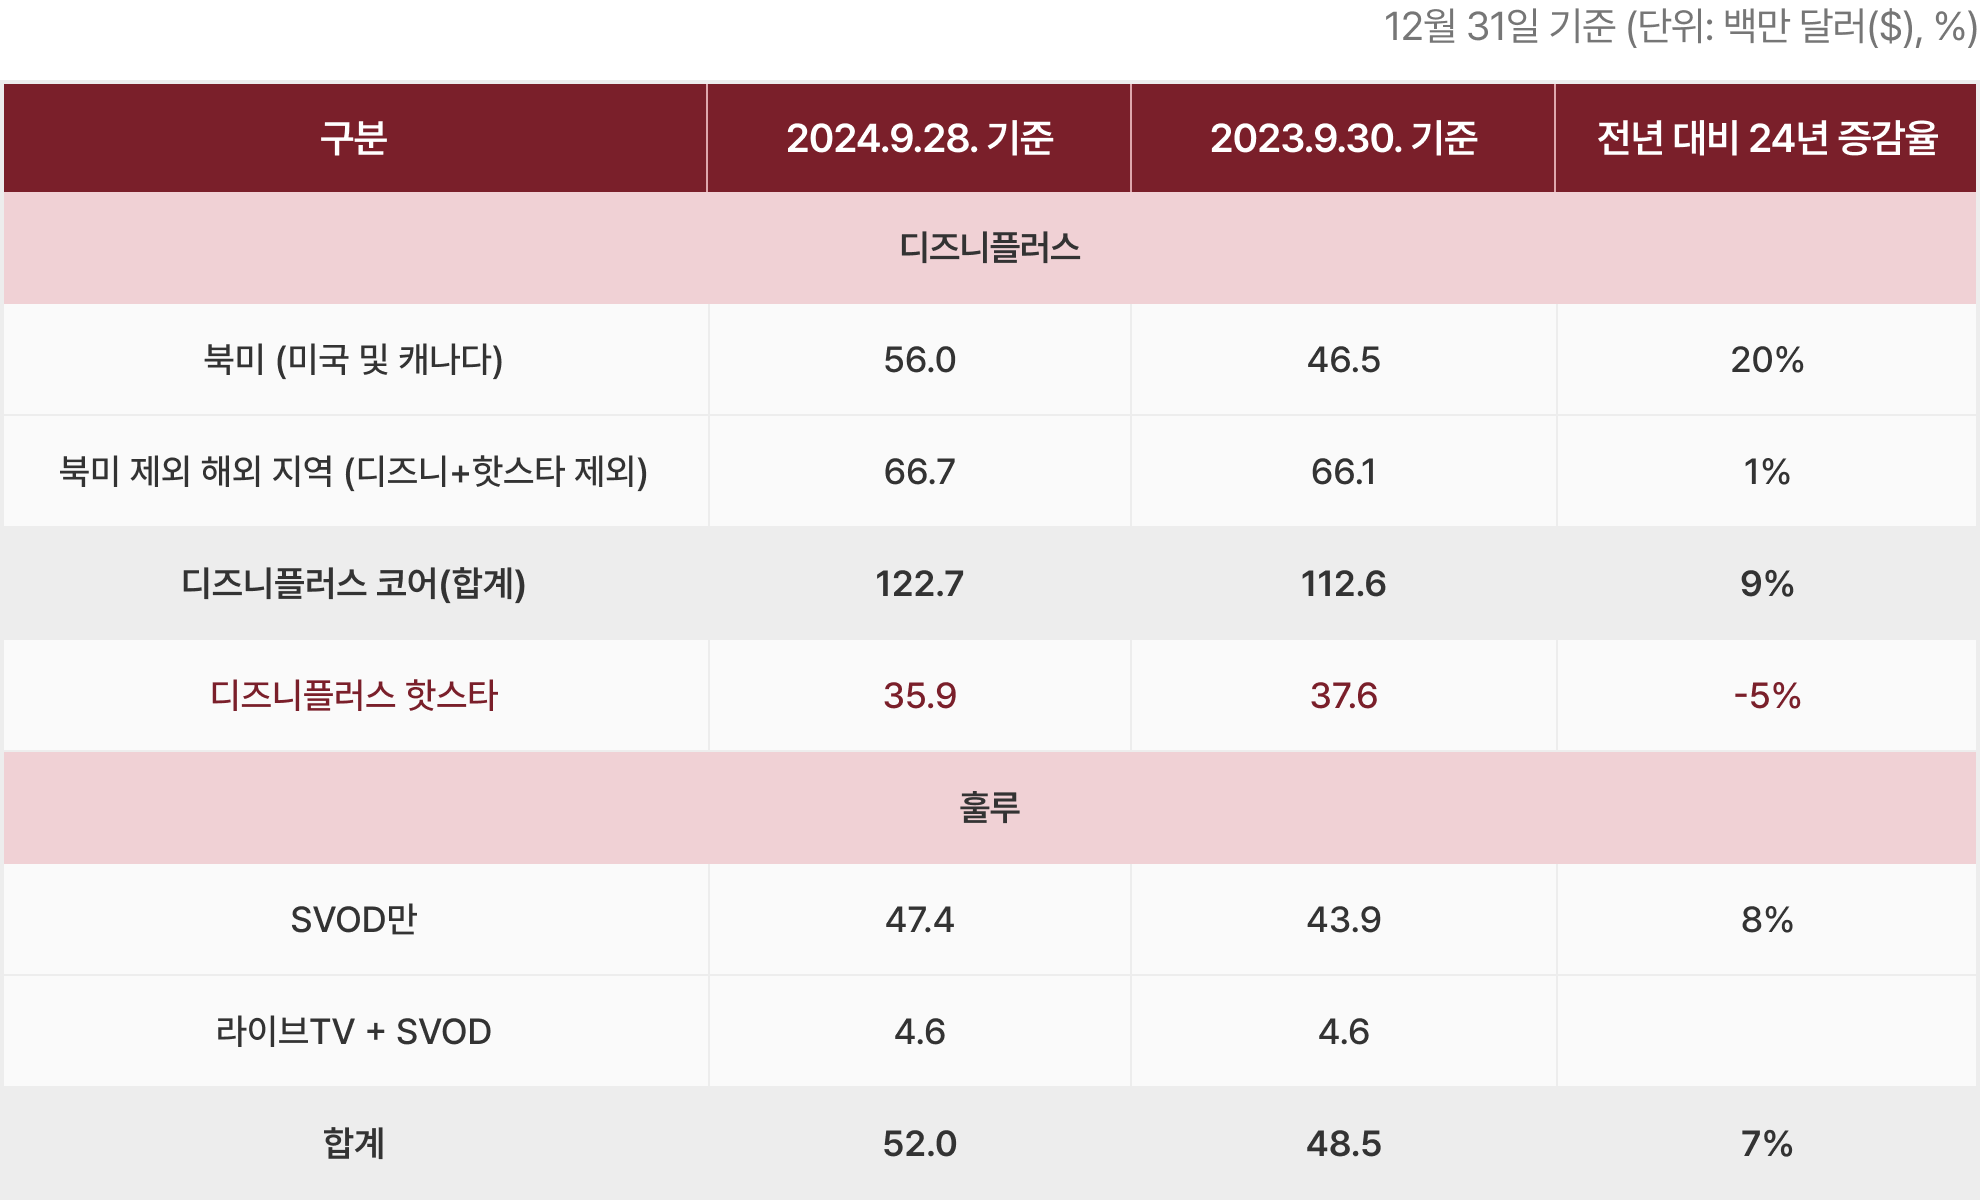 12월 31일 기준 (단위: 백만 달러($), %)
구분 2024.9.28. 기준 2023.9.30. 기준 전년 대비 24년 증감율
디즈니플러스
북미 (미국 및 캐나다) 56.0 46.5 20%
북미 제외 해외 지역 (디즈니+핫스타 제외) 66.7 66.1 1%
디즈니플러스 코어(합계) 122.7 112.6 9%
디즈니플러스 핫스타 35.9 37.6 -5%
훌루
SVOD만 47.4 43.9 8%
라이브TV + SVOD 4.6 4.6
합계 52.0 48.5 7%